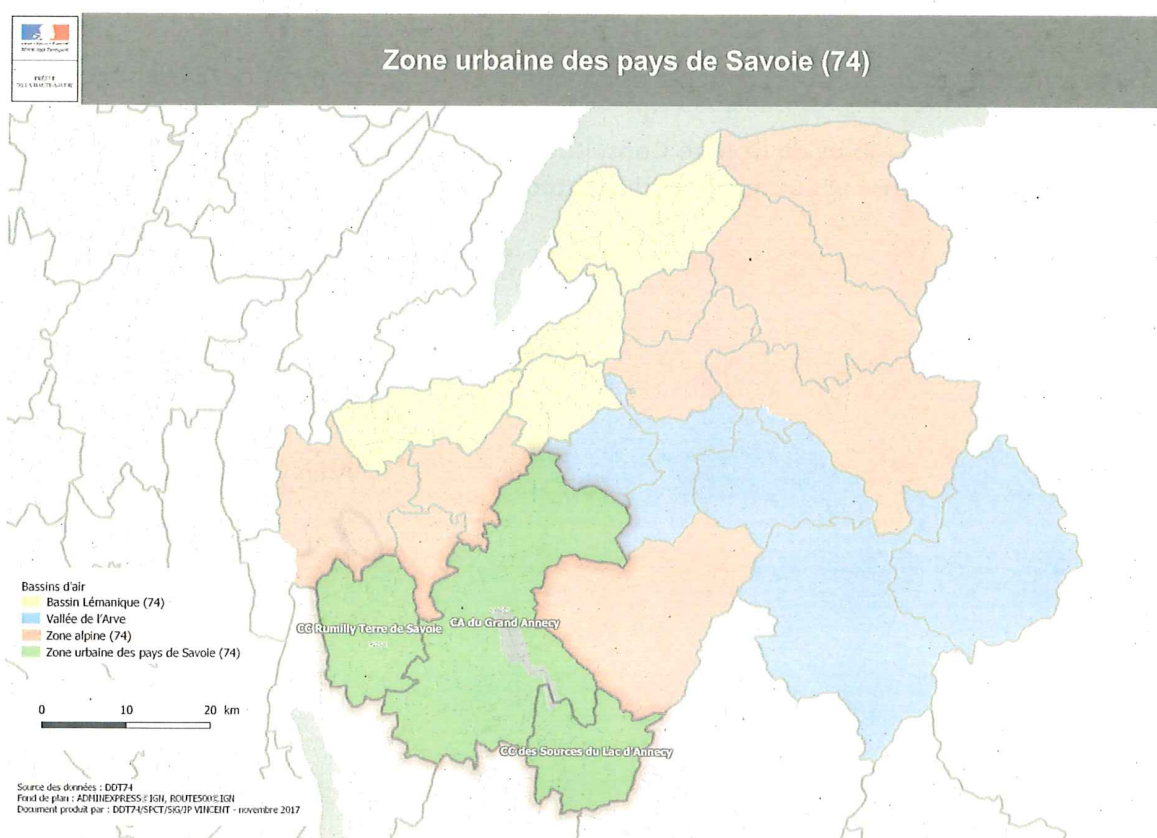 Zone urbaine des pays de Savoie (74)
CC Rumilly Terre de Savoie
CA du Grand Annecy
CC des Sources du Lac d'Annecy
Bassins d'air
Bassin Lémanique (74)
Vallée de l'Arve
Zone alpine (74)
Zone urbaine des pays de Savoie (74)
0 10 20 km
Source des données : DDT74
Fond de plan : ADMINEXPRESS©IGN, ROUTE500©IGN
Document produit par : DDT74/SPCT/SIG/JP VINCENT - novembre 2017